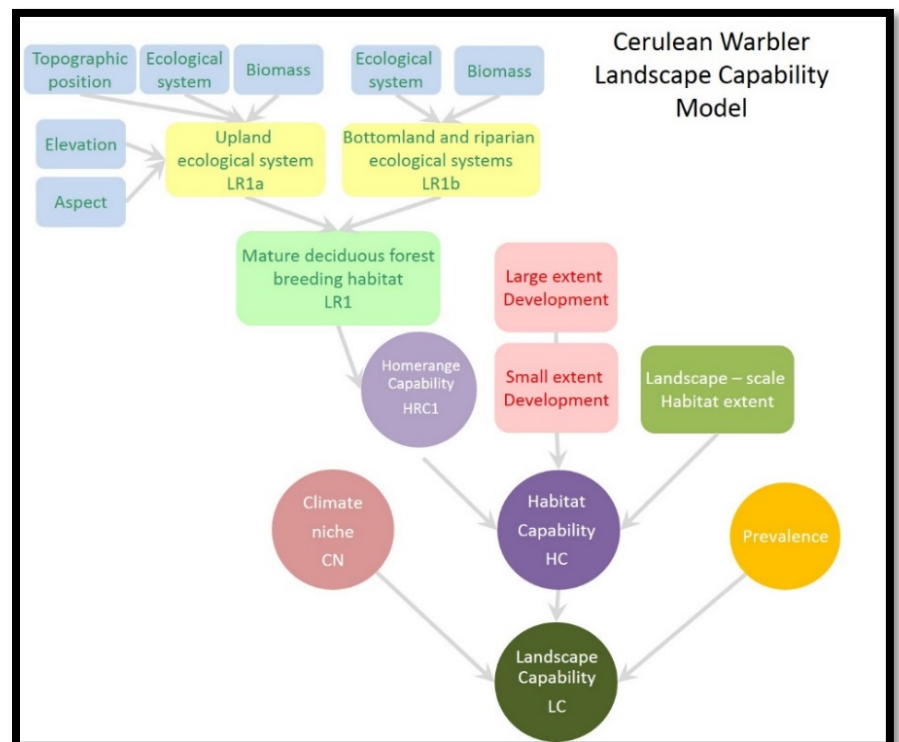 Cerulean Warbler
Landscape Capability
Model
Topographic
position
Ecological
system
Biomass
Ecological
system
Biomass
Elevation
Aspect
Upland
ecological system
LR1a
Bottomland and riparian
ecological systems
LR1b
Mature deciduous forest
breeding habitat
LR1
Large extent
Development
Homerange
Capability
HRC1
Small extent
Development
Landscape – scale
Habitat extent
Climate
niche
CN
Habitat
Capability
HC
Prevalence
Landscape
Capability
LC